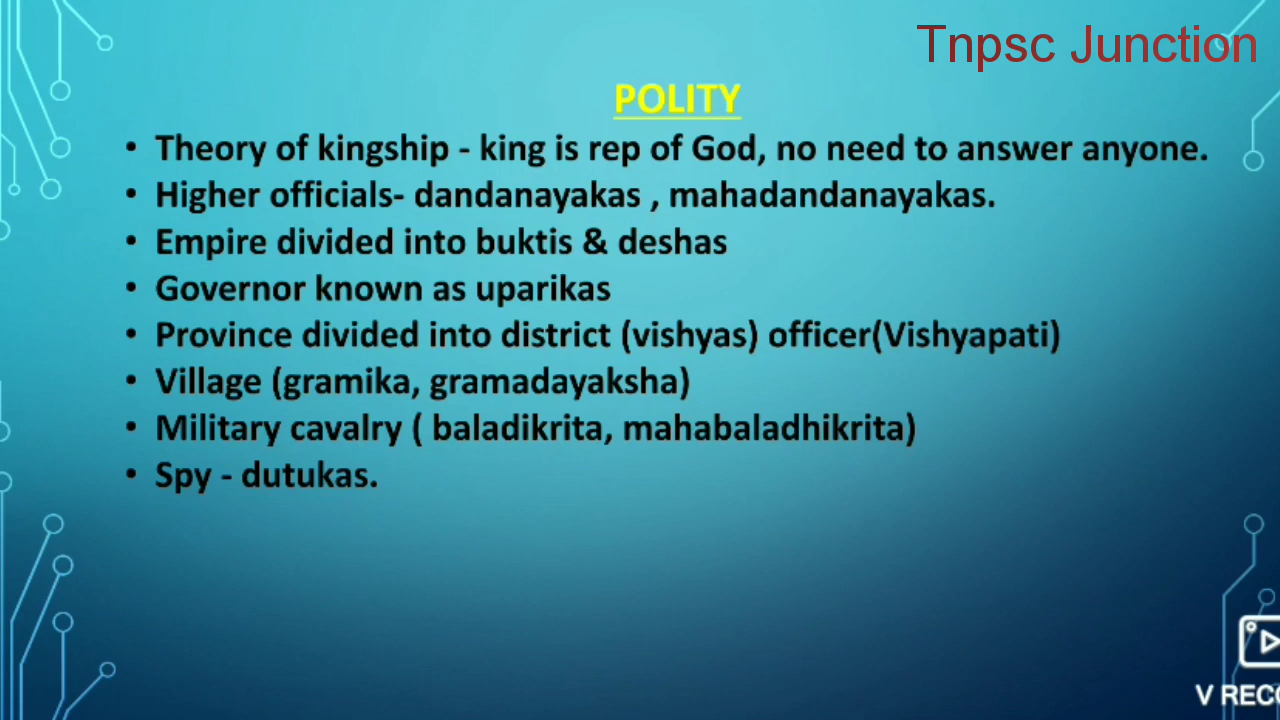 Tnpsc Junction
POLITY
• Theory of kingship - king is rep of God, no need to answer anyone.
• Higher officials- dandanayakas , mahadandanayakas.
• Empire divided into buktis & deshas
• Governor known as uparikas
• Province divided into district (vishyas) officer(Vishyapati)
• Village (gramika, gramadayaksha)
• Military cavalry ( baladikrita, mahabaladhikrita)
• Spy - dutukas.
V RECO